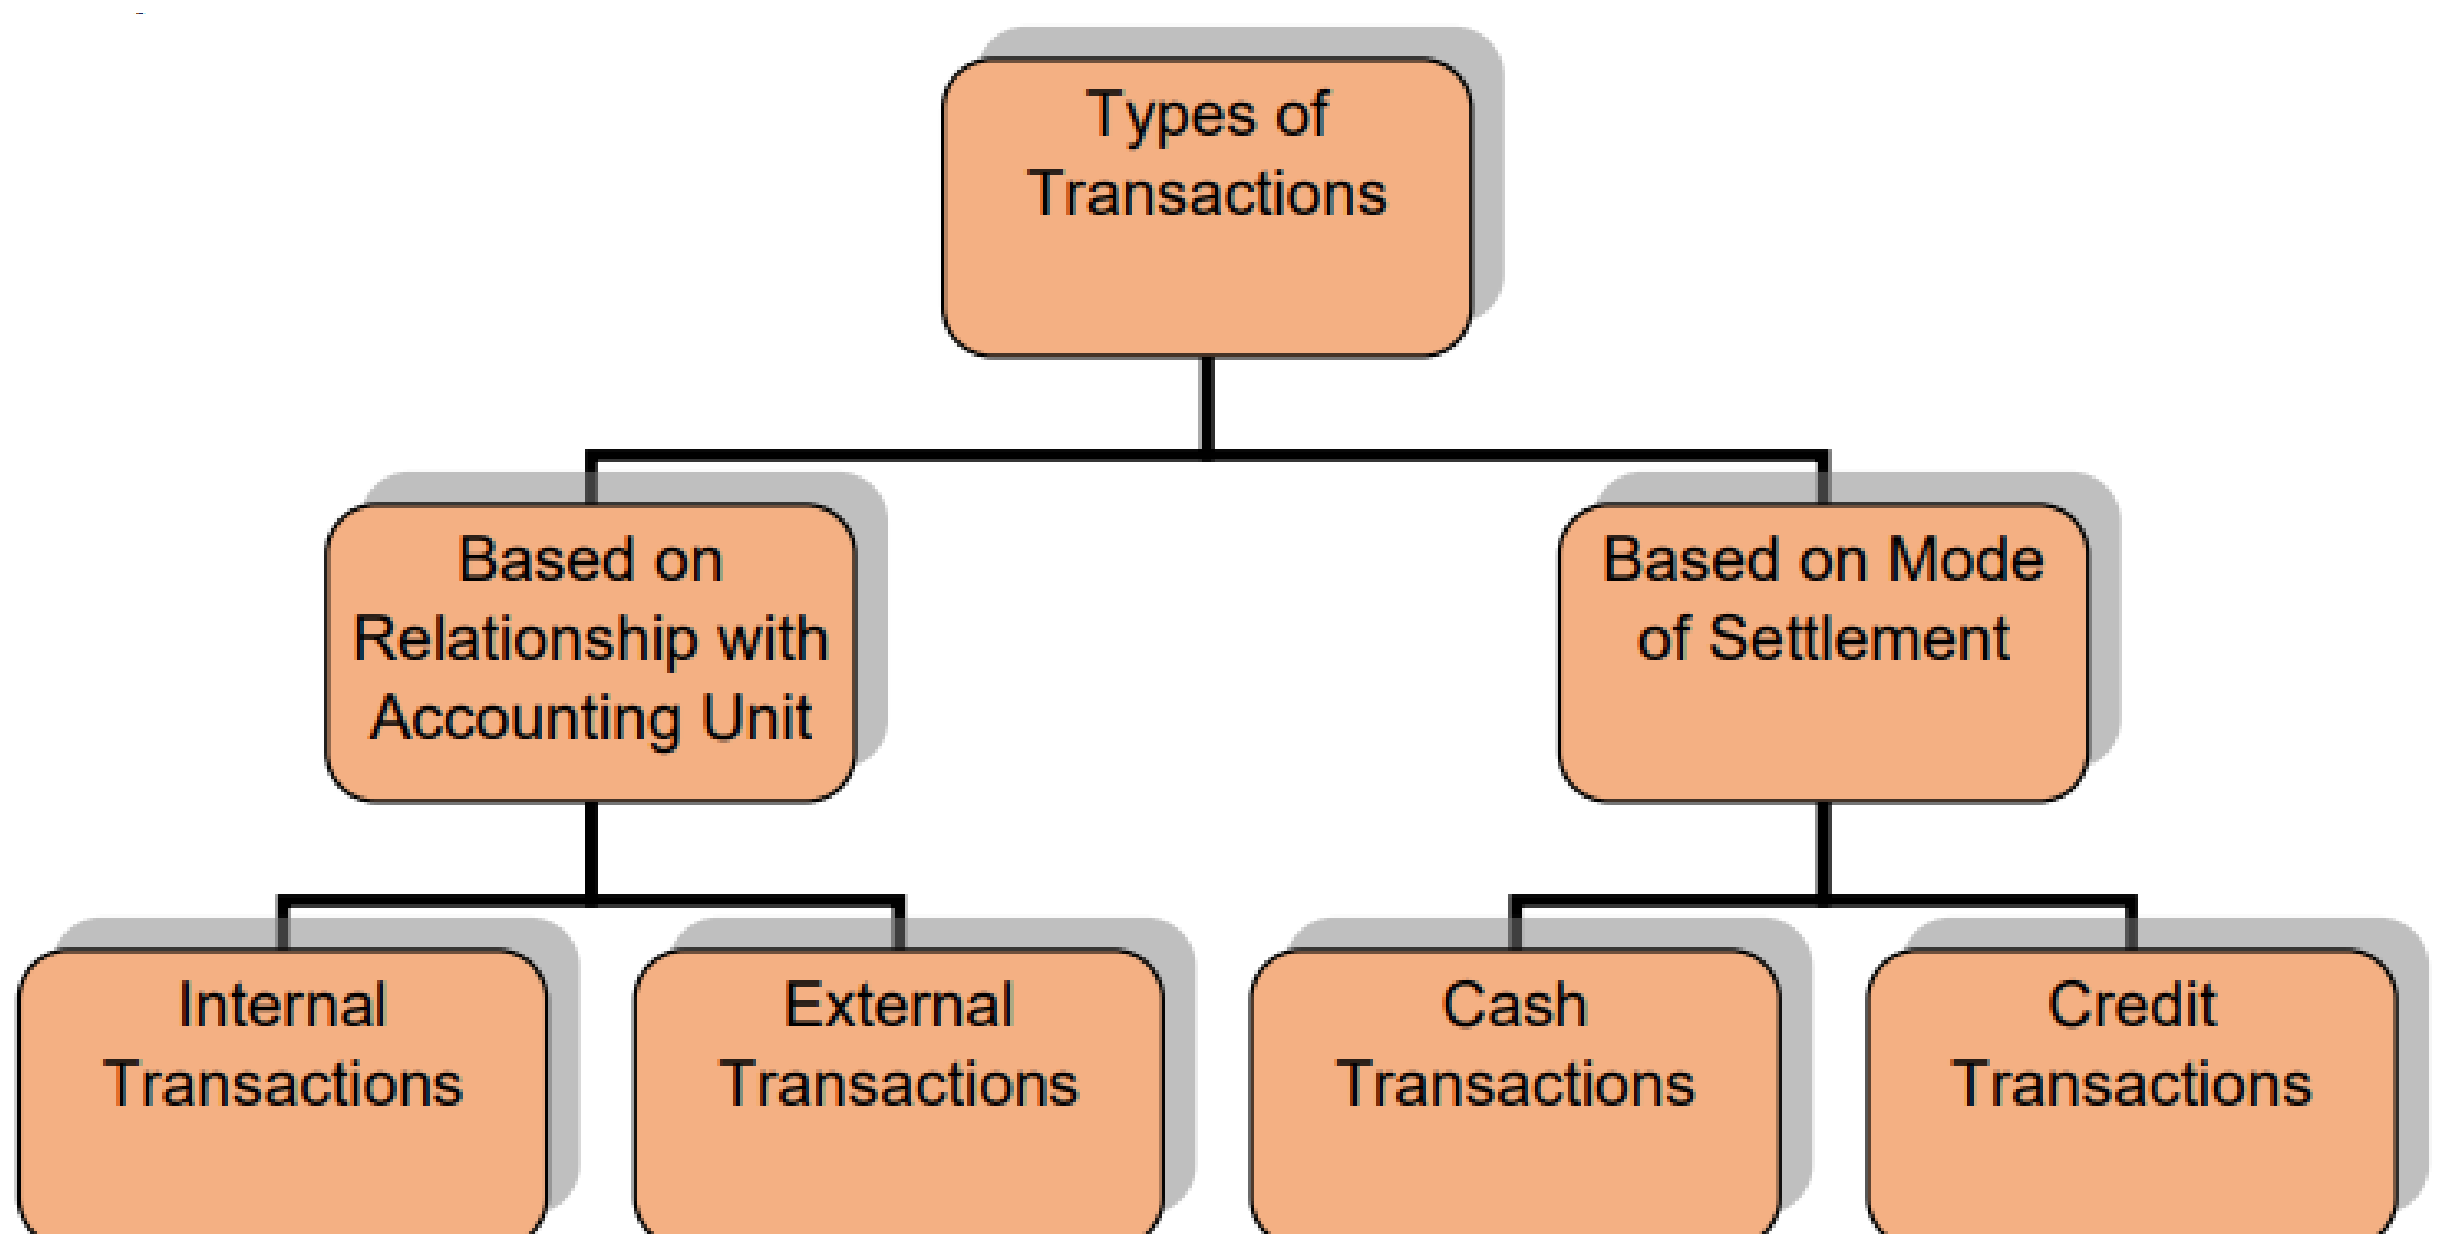 Types of
Transactions
Based on
Relationship with
Accounting Unit
Based on Mode
of Settlement
Internal
Transactions
External
Transactions
Cash
Transactions
Credit
Transactions